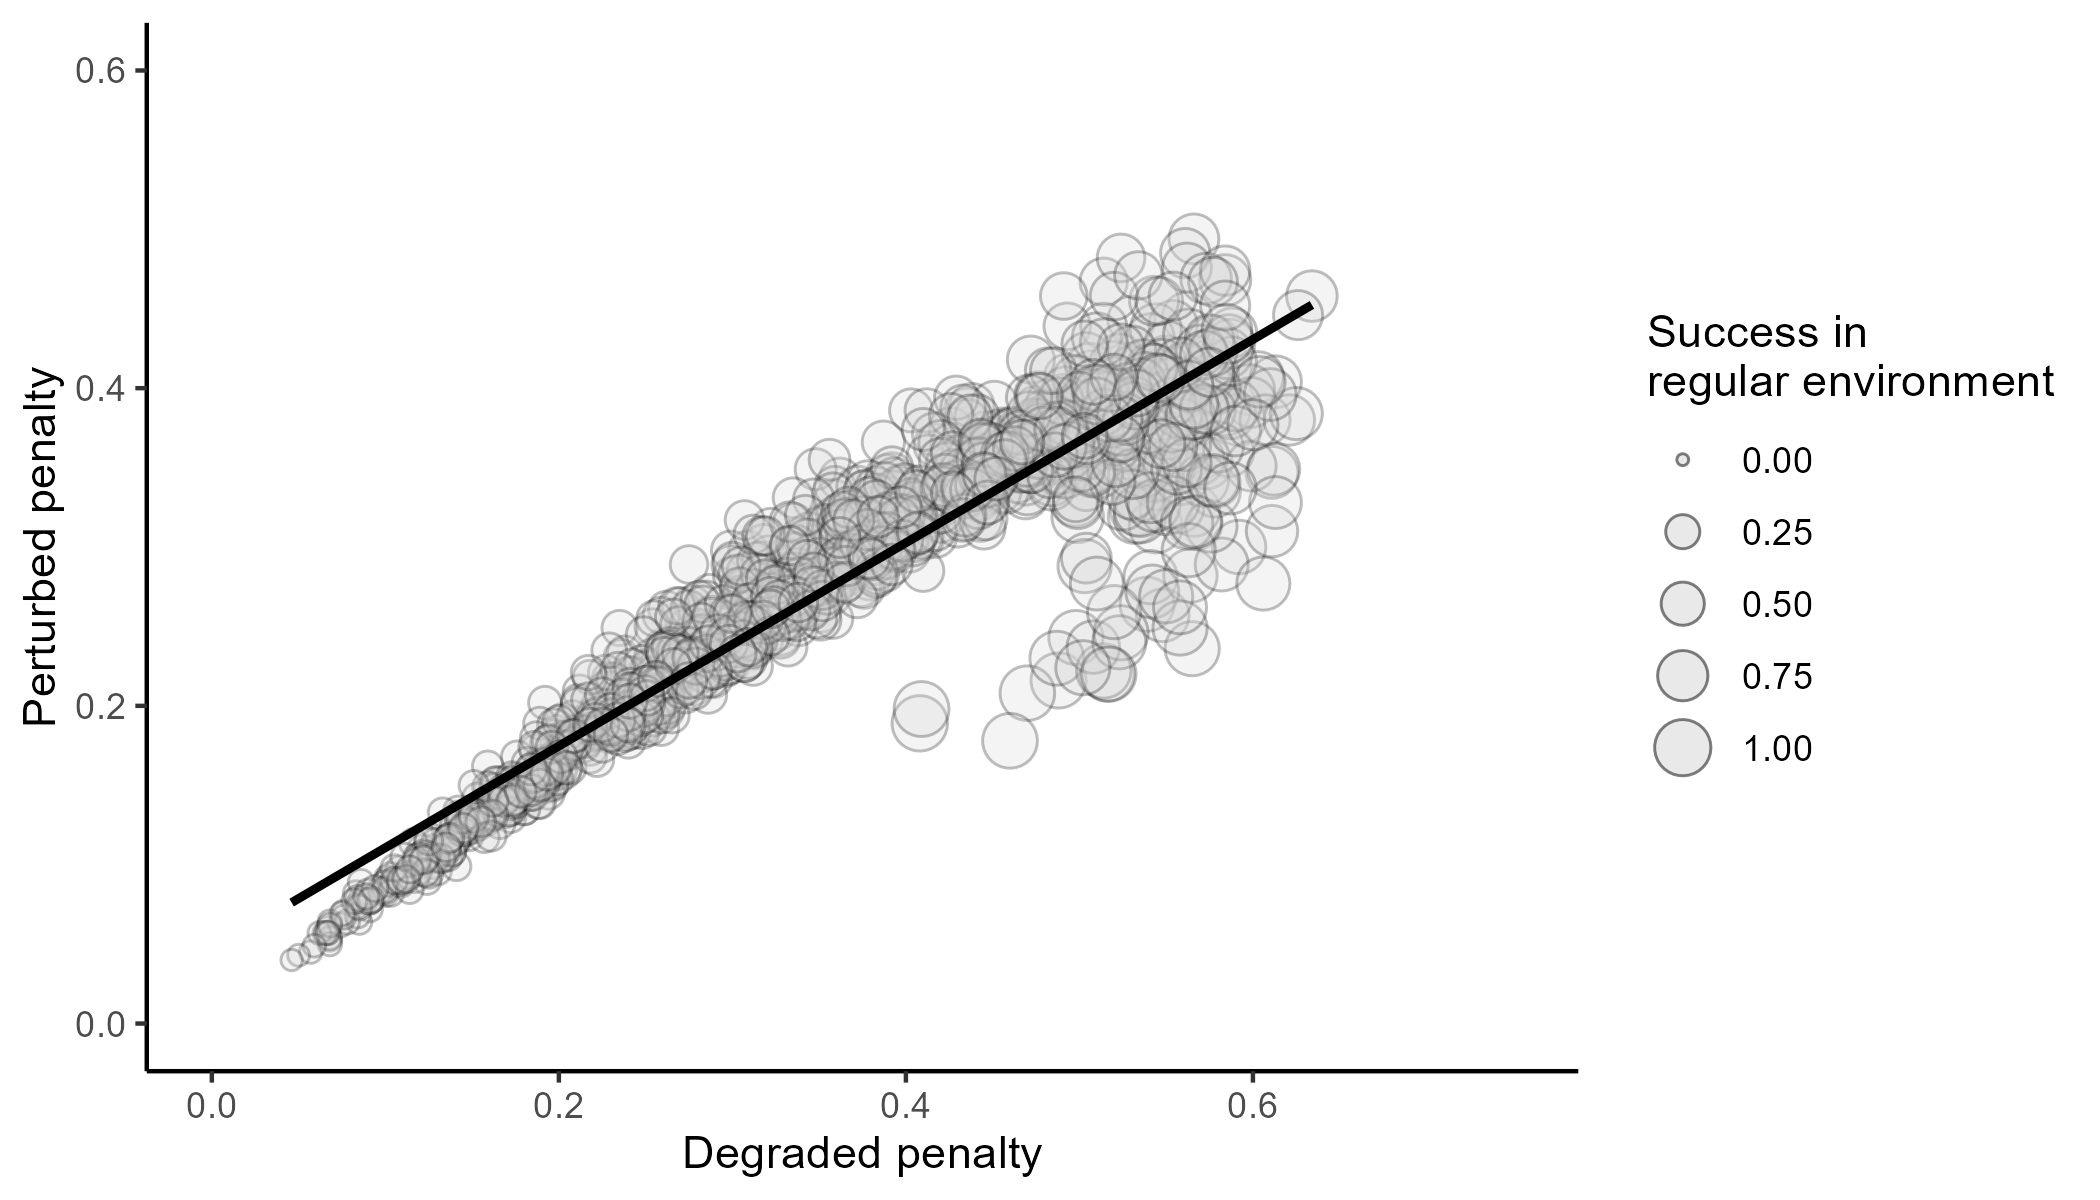 0.6
0.4
0.2
0.0
Perturbed penalty
0.0 0.2 0.4 0.6
Degraded penalty
Success in
regular environment
0.00
0.25
0.50
0.75
1.00